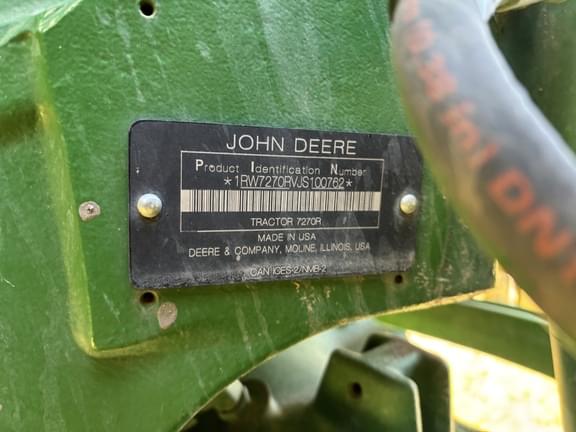 JOHN DEERE
Product Identification Number
*1RW7270RVJS100762*
TRACTOR 7270R
MADE IN USA
DEERE & COMPANY, MOLINE, ILLINOIS, USA
CAN ICES-2/NMB-2